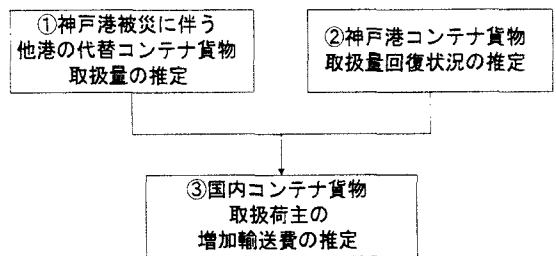 ①神戸港被災に伴う
他港の代替コンテナ貨物
取扱量の推定
②神戸港コンテナ貨物
取扱量回復状況の推定
③国内コンテナ貨物
取扱荷主の
増加輸送費の推定